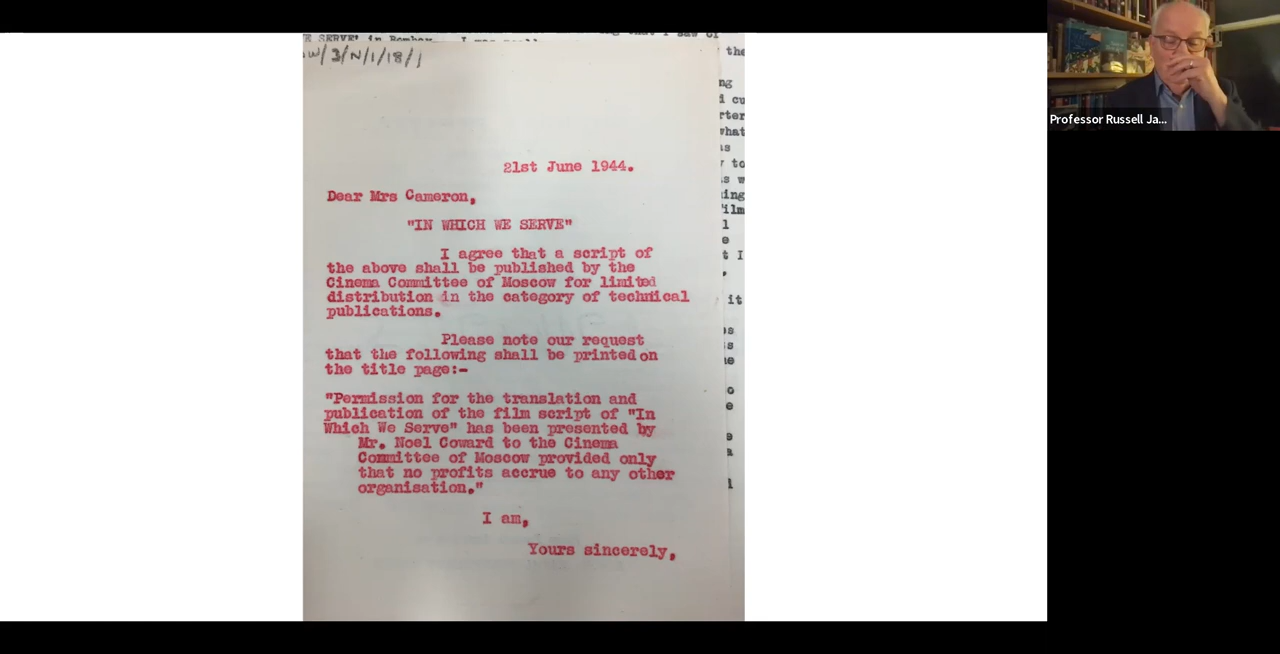 E SERVE" in Bombay
W/3/N/1/18/1
the
21st June 1944.
Dear Mrs Cameron,
"IN WHICH WE SERVE"
I agree that a script of
the above shall be published by the
Cinema Committee of Moscow for limited
distribution in the category of technical
publications.
Please note our request
that the following shall be printed on
the title page:-
"Permission for the translation and
publication of the film script of "In
Which We Serve" has been presented by
Mr. Noel Coward to the Cinema
Committee of Moscow provided only
that no profits accrue to any other
organisation."
I am,
Yours sincerely,
Professor Russell Ja...